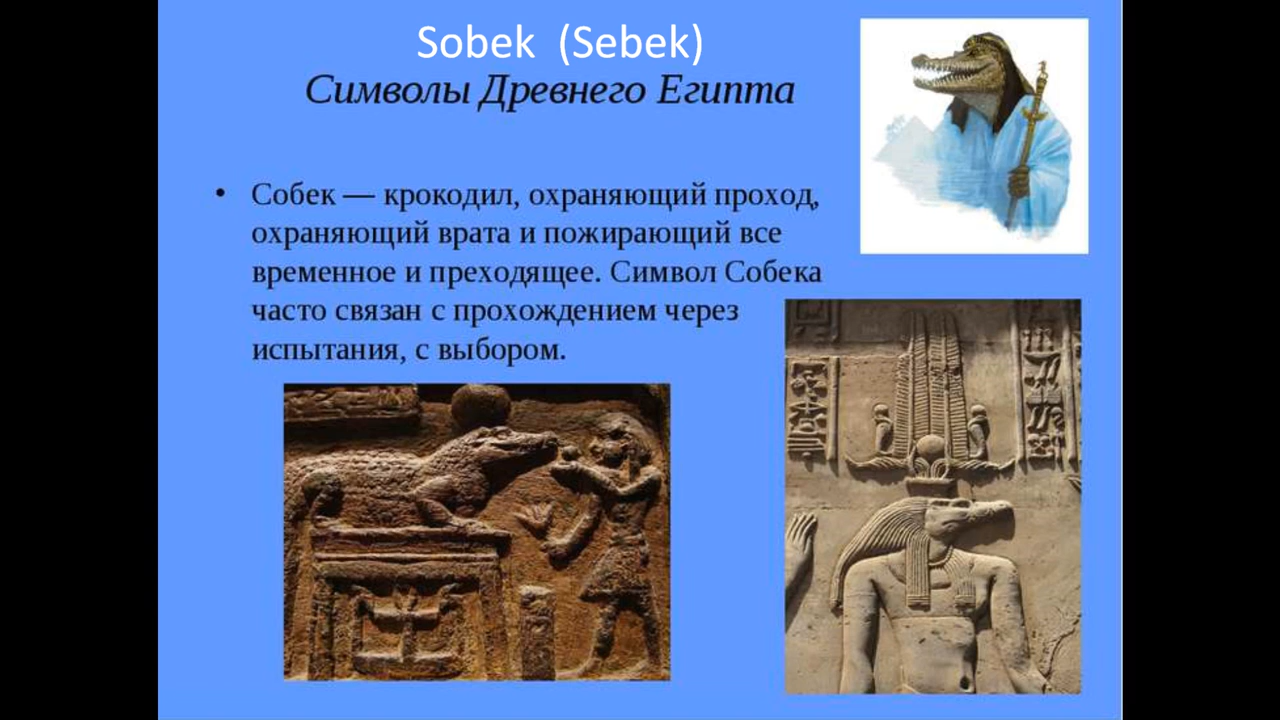 Sobek (Sebek)
Символы Древнего Египта
• Собек — крокодил, охраняющий проход,
охраняющий врата и пожирающий все
временное и преходящее. Символ Собека
часто связан с прохождением через
испытания, с выбором.